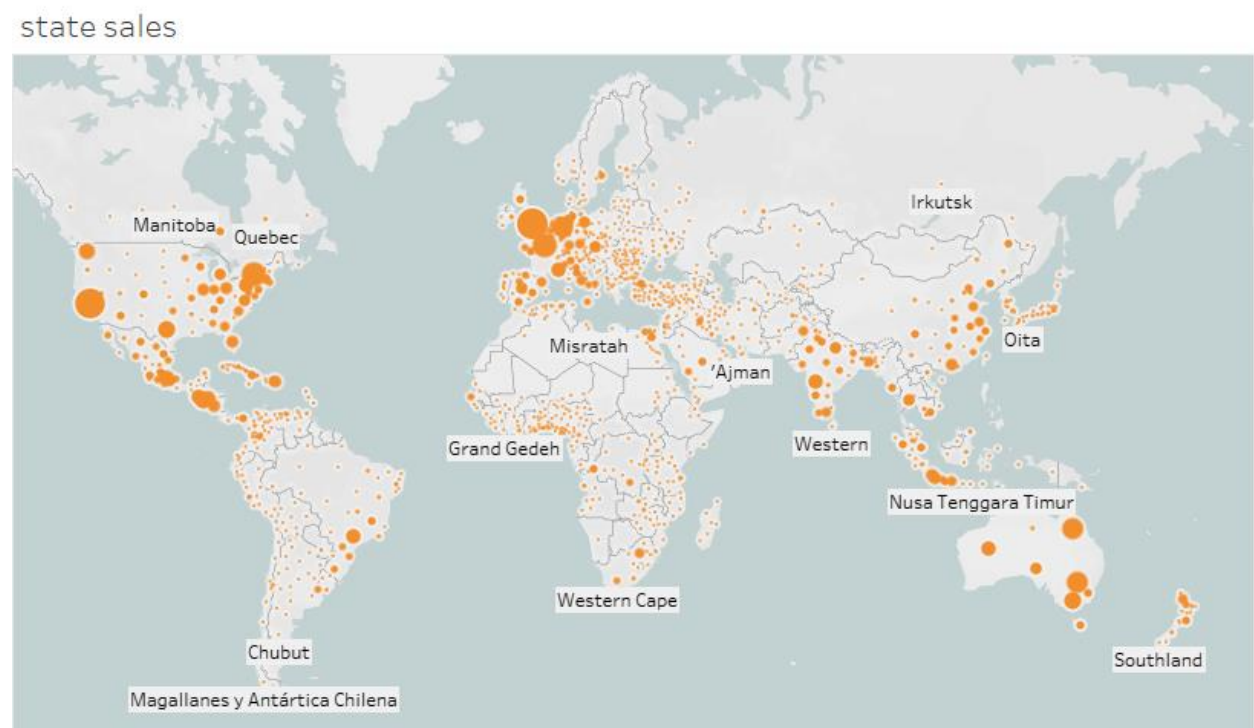 state sales
Irkutsk
Manitoba
Quebec
Oita
Misratah
'Ajman
Grand Gedeh
Western
Nusa Tenggara Timur
Western Cape
Chubut
Southland
Magallanes y Antártica Chilena